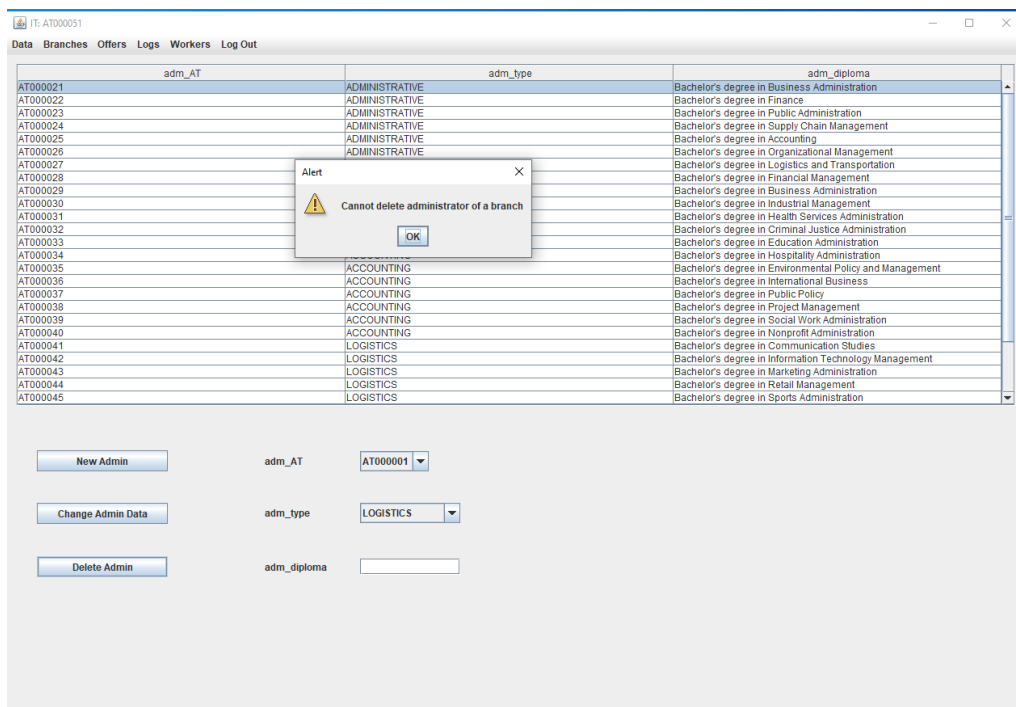 IT: AT000051
Data Branches Offers Logs Workers Log Out
adm_AT adm_type adm_diploma
AT000021 ADMINISTRATIVE Bachelor's degree in Business Administration
AT000022 ADMINISTRATIVE Bachelor's degree in Finance
AT000023 ADMINISTRATIVE Bachelor's degree in Public Administration
AT000024 ADMINISTRATIVE Bachelor's degree in Supply Chain Management
AT000025 ADMINISTRATIVE Bachelor's degree in Accounting
AT000026 ADMINISTRATIVE Bachelor's degree in Organizational Management
AT000027 Bachelor's degree in Logistics and Transportation
AT000028 Bachelor's degree in Financial Management
AT000029 Bachelor's degree in Business Administration
AT000030 Bachelor's degree in Industrial Management
AT000031 Bachelor's degree in Health Services Administration
AT000032 Bachelor's degree in Criminal Justice Administration
AT000033 Bachelor's degree in Education Administration
AT000034 Bachelor's degree in Hospitality Administration
Alert
Cannot delete administrator of a branch
OK
AT000035 ACCOUNTING Bachelor's degree in Environmental Policy and Management
AT000036 ACCOUNTING Bachelor's degree in International Business
AT000037 ACCOUNTING Bachelor's degree in Public Policy
AT000038 ACCOUNTING Bachelor's degree in Project Management
AT000039 ACCOUNTING Bachelor's degree in Social Work Administration
AT000040 ACCOUNTING Bachelor's degree in Nonprofit Administration
AT000041 LOGISTICS Bachelor's degree in Communication Studies
AT000042 LOGISTICS Bachelor's degree in Information Technology Management
AT000043 LOGISTICS Bachelor's degree in Marketing Administration
AT000044 LOGISTICS Bachelor's degree in Retail Management
AT000045 LOGISTICS Bachelor's degree in Sports Administration
New Admin adm_AT AT000001
Change Admin Data adm_type LOGISTICS
Delete Admin adm_diploma